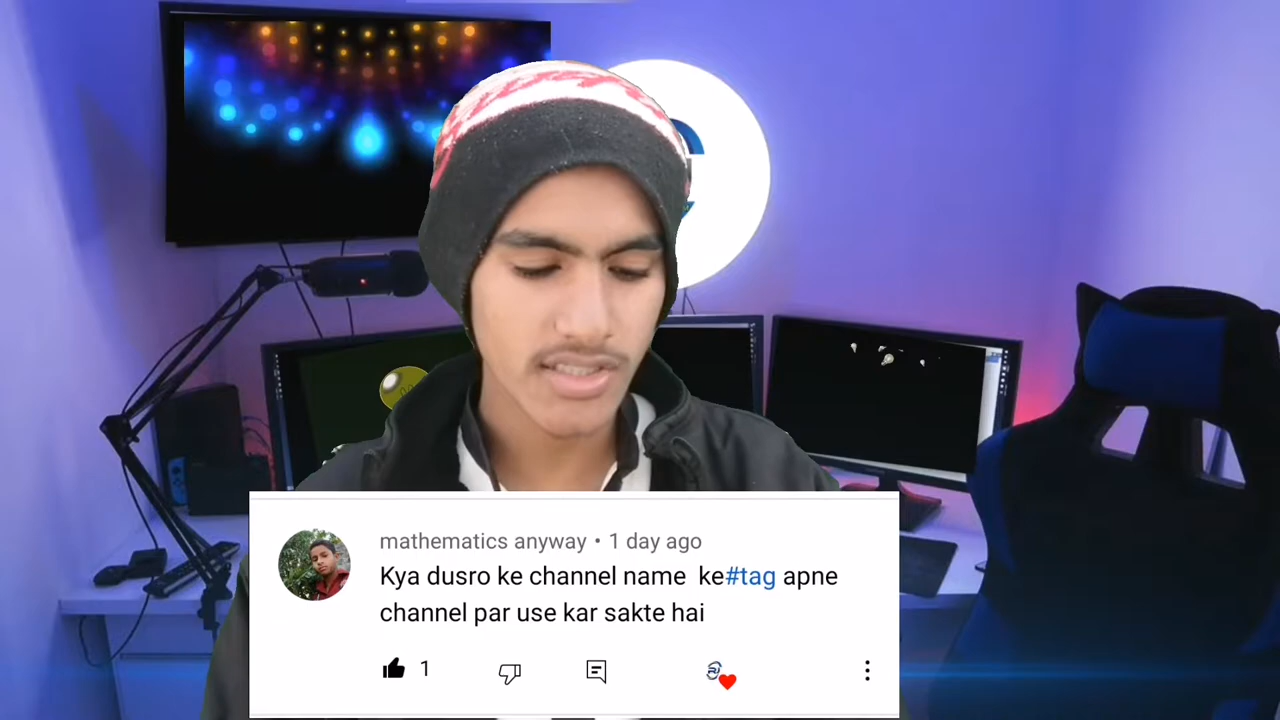 mathematics anyway • 1 day ago
Kya dusro ke channel name ke#tag apne
channel par use kar sakte hai
1